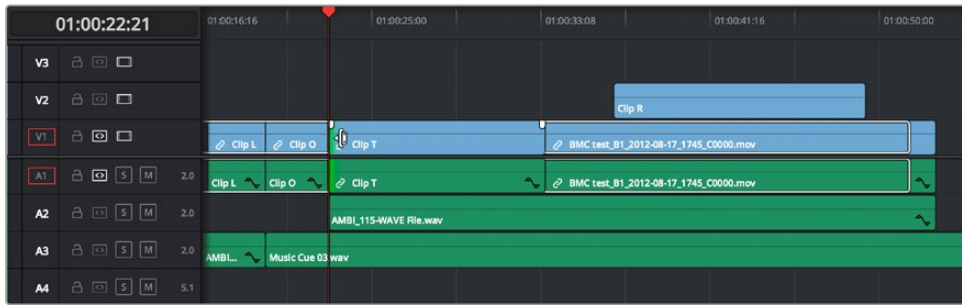 01:00:22:21 01:00:16:16 01:00:25:00 01:00:33:08 01:00:41:16 01:00:50:00
V3
V2 Clip R
V1 Clip L Clip O Clip T BMC test_B1_2012-08-17_1745_C0000.mov
A1 S M 2.0 Clip L Clip O Clip T BMC test_B1_2012-08-17_1745_C0000.mov
A2 S M 2.0 AMBI_115-WAVE File.wav
A3 S M 2.0 AMBI... Music Cue 03.wav
A4 S M 5.1